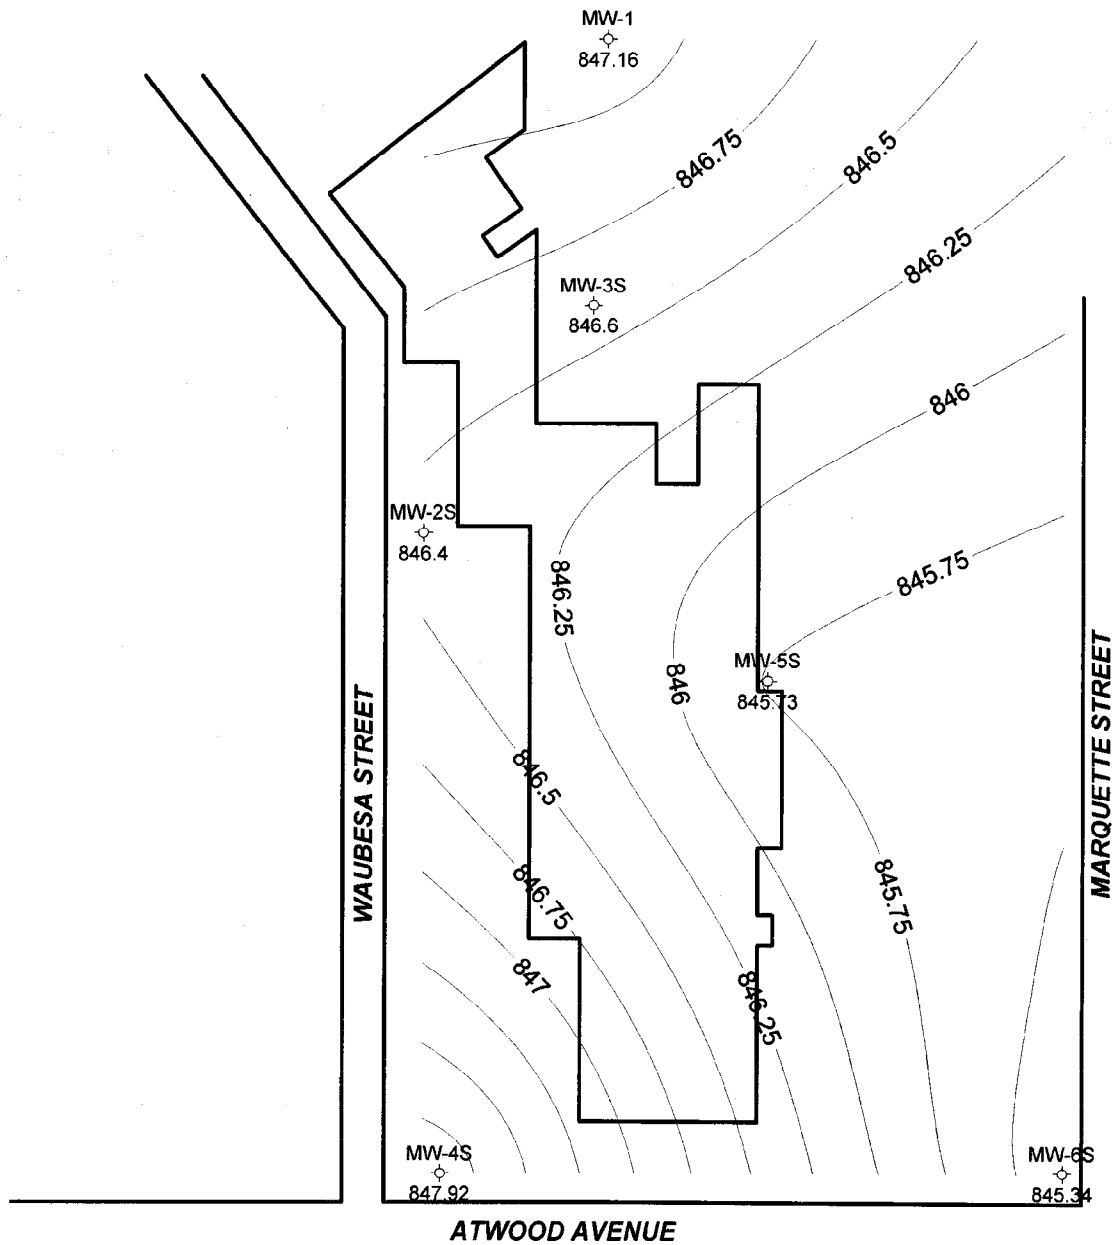 MW-1
847.16
846.75
846.5
846.25
MW-3S
846.6
846
MW-2S
846.4
846.25
845.75
846
MW-5S
845.73
846.5
846.75
845.75
847
846.25
WAUBESA STREET
MARQUETTE STREET
MW-4S
847.92
MW-6S
845.34
ATWOOD AVENUE